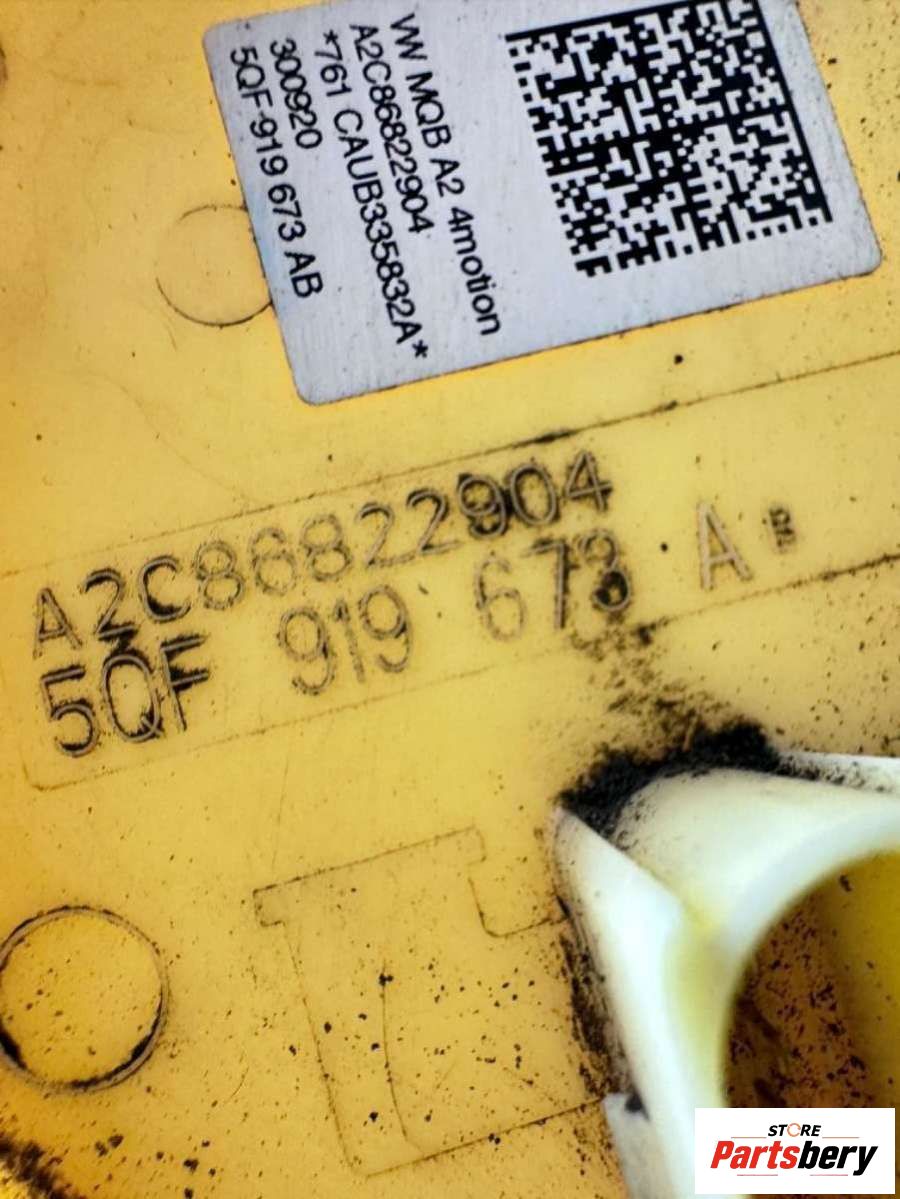 VW MQB A2 4motion
A2C86822904
*761 CAUB335832A*
300920
5QF 919 673 AB
A2C86822904
5QF 919 673 A B
STORE
Partsbery